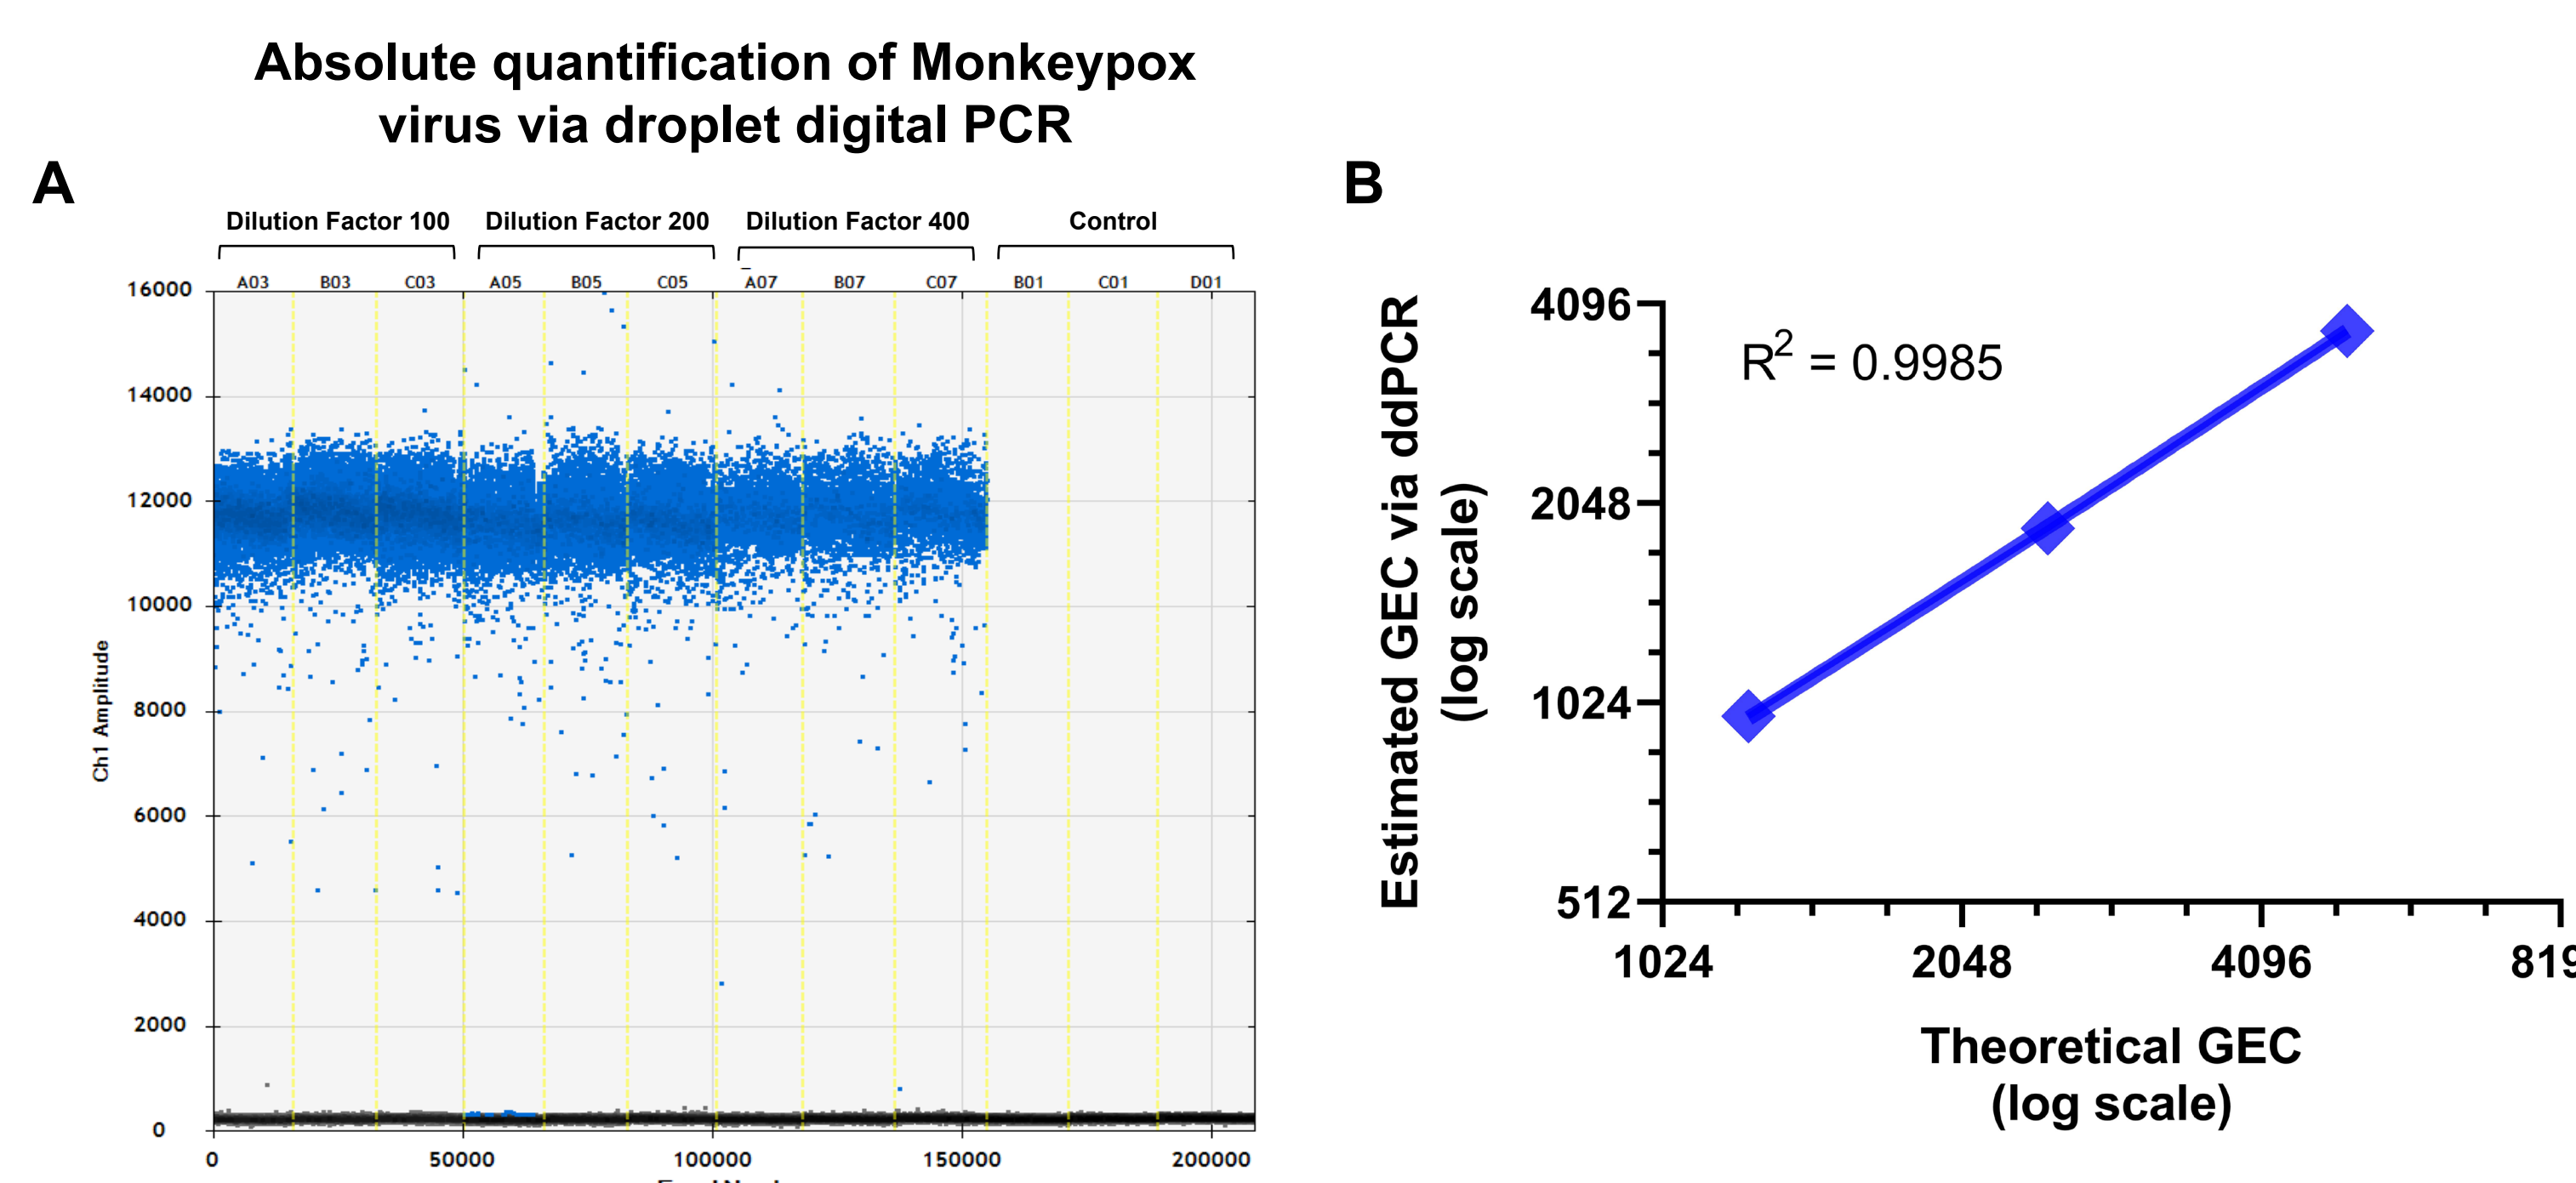 Absolute quantification of Monkeypox
virus via droplet digital PCR
A
Dilution Factor 100 Dilution Factor 200 Dilution Factor 400 Control
A03 B03 C03 A05 B05 C05 A07 B07 C07 B01 C01 D01
16000
14000
12000
10000
8000
6000
4000
2000
0
Ch1 Amplitude
0 50000 100000 150000 200000
B
R2 = 0.9985
Estimated GEC via ddPCR
(log scale)
4096
2048
1024
512
1024 2048 4096 819
Theoretical GEC
(log scale)